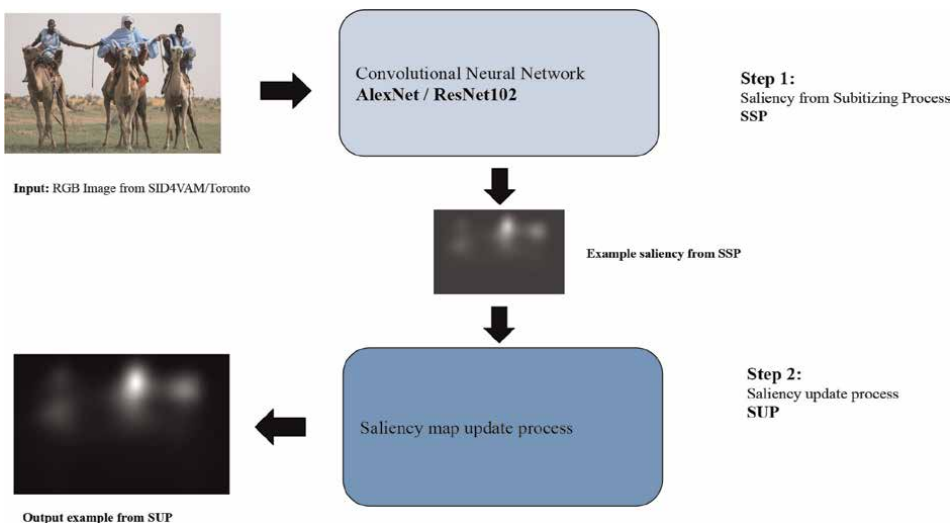 Convolutional Neural Network
AlexNet / ResNet102
Step 1:
Saliency from Subitizing Process
SSP
Input: RGB Image from SID4VAM/Toronto
Example saliency from SSP
Saliency map update process
Step 2:
Saliency update process
SUP
Output example from SUP